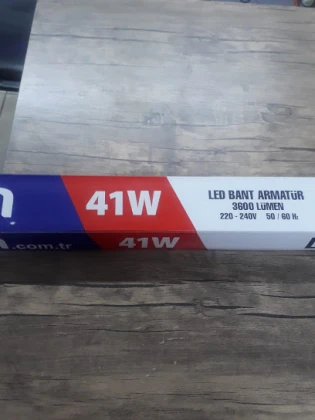 41W
LED BANT ARMATÜR
3600 LÜMEN
220 - 240V 50 / 60 Hz
.com.tr
41W